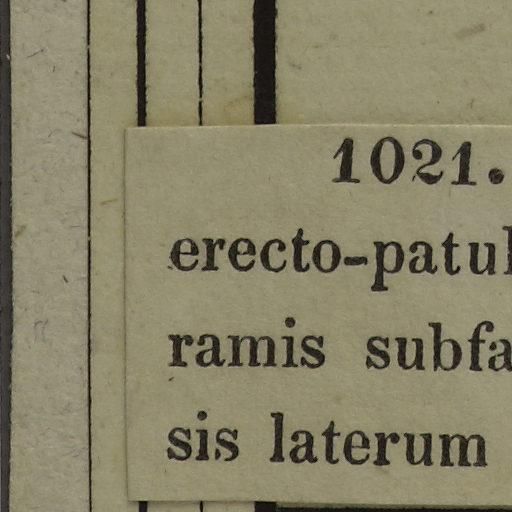 1021.
erecto-patul
ramis subfa
sis laterum